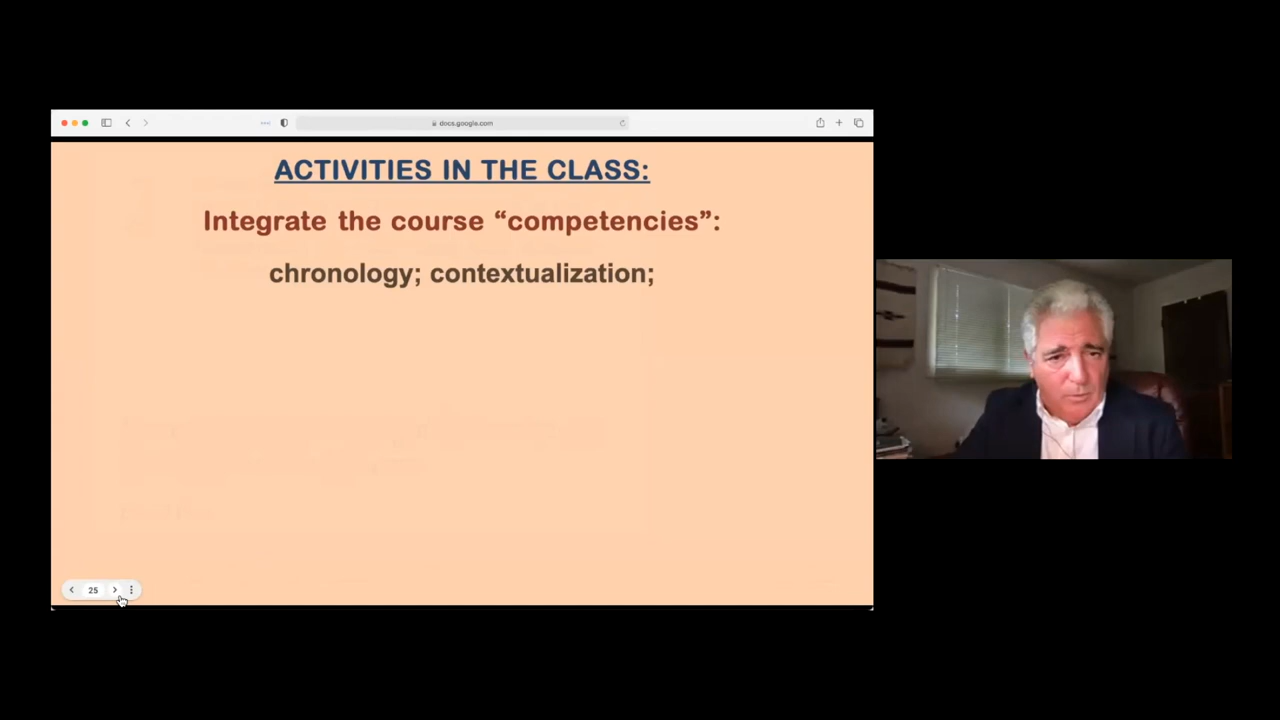 docs.google.com
ACTIVITIES IN THE CLASS:
Integrate the course “competencies”:
chronology; contextualization;
25